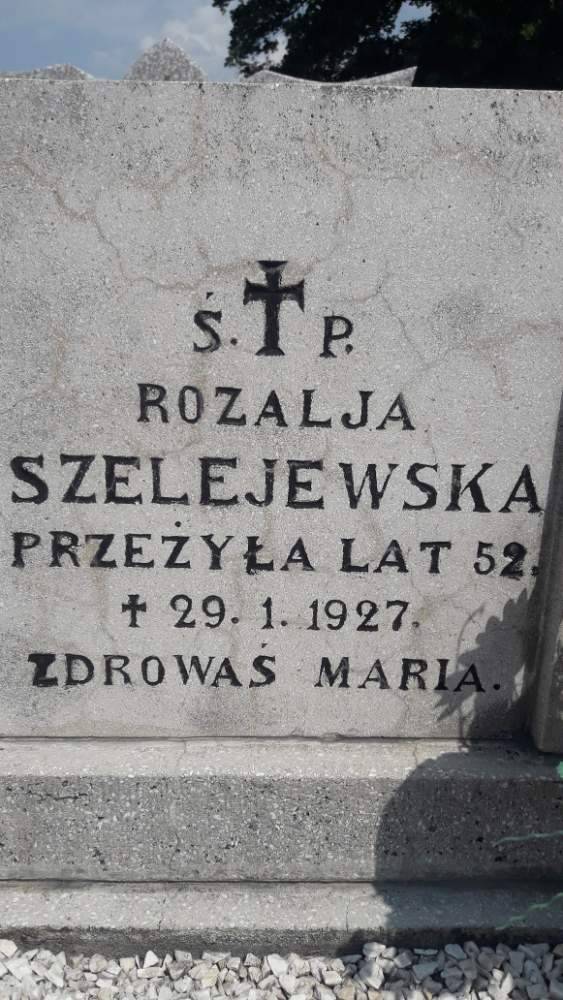 Ś.✝P.
ROZALJA
SZELEJEWSKA
PRZEŻYŁA LAT 52.
✝ 29. 1. 1927.
ZDROWAŚ MARIA.